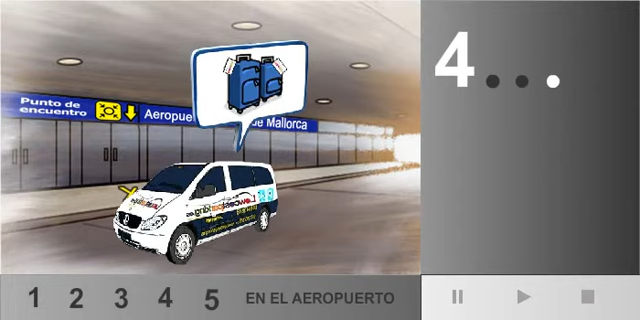 4
Punto de
encuentro
Aeropue
de Mallorca
1 2 3 4 5 EN EL AEROPUERTO